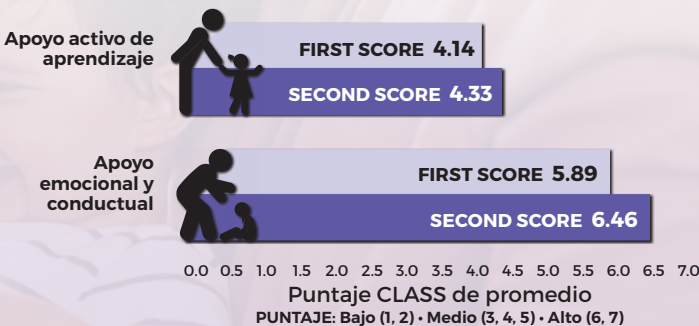 Apoyo activo de
aprendizaje
FIRST SCORE 4.14
SECOND SCORE 4.33
Apoyo
emocional y
conductual
FIRST SCORE 5.89
SECOND SCORE 6.46
0.0 0.5 1.0 1.5 2.0 2.5 3.0 3.5 4.0 4.5 5.0 5.5 6.0 6.5 7.0
Puntaje CLASS de promedio
PUNTAJE: Bajo (1, 2) • Medio (3, 4, 5) • Alto (6, 7)